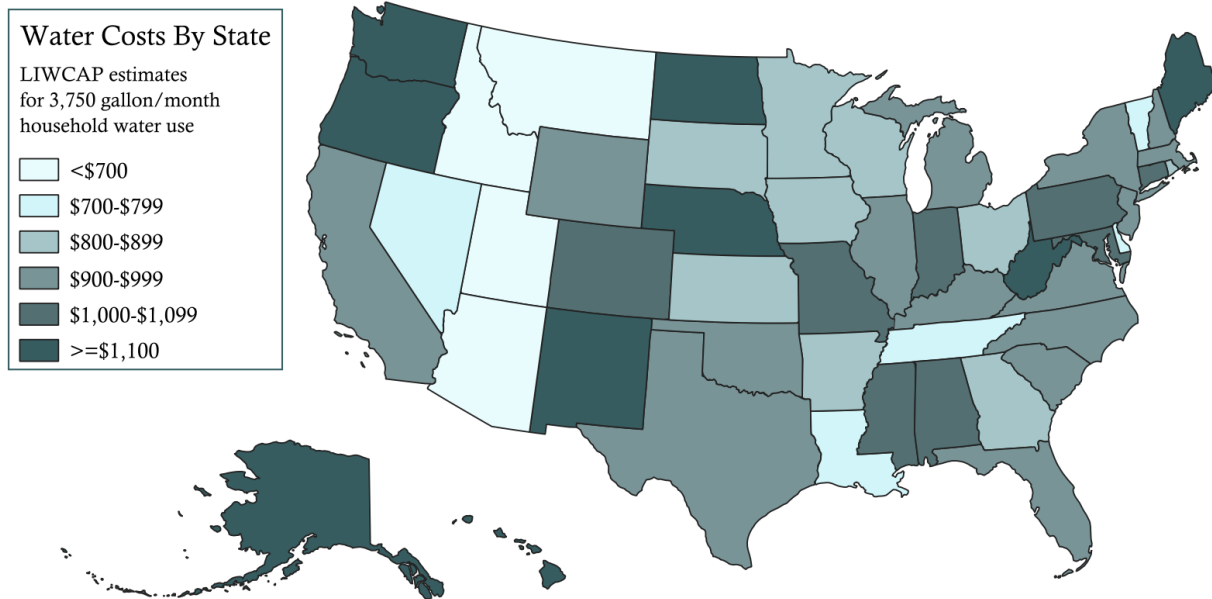 Water Costs By State
LIWCAP estimates
for 3,750 gallon/month
household water use
<$700
$700-$799
$800-$899
$900-$999
$1,000-$1,099
>=$1,100